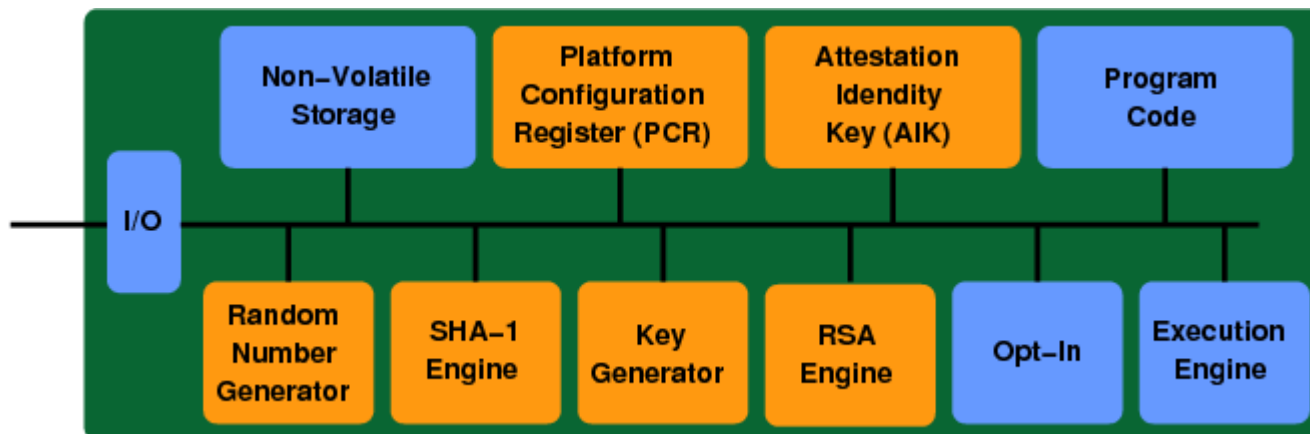 Non-Volatile
Storage
Platform
Configuration
Register (PCR)
Attestation
Idendity
Key (AIK)
Program
Code
I/O
Random
Number
Generator
SHA-1
Engine
Key
Generator
RSA
Engine
Opt-In
Execution
Engine